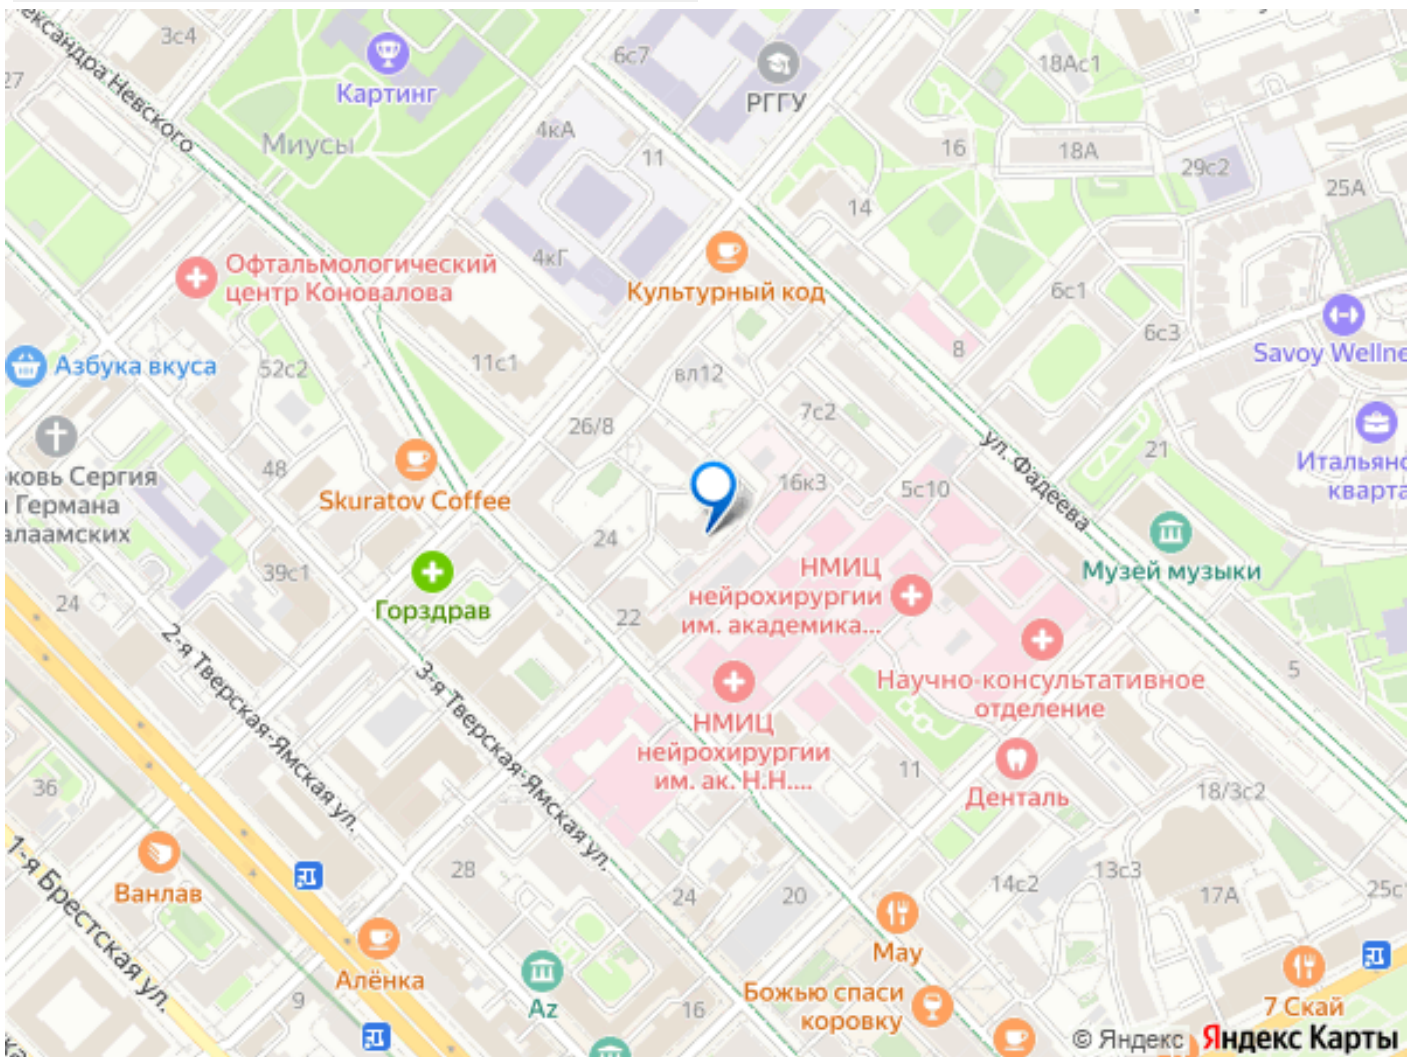 лександра Невского
3с4
27
Картинг
Миусы
6с7
РГГУ
4кА
11
18Ас1
16
18А
29с2
25А
14
4кГ
Офтальмологический
центр Коновалова
Культурный код
6с1
6с3
8
Savoy Wellne
Азбука вкуса
52с2
11с1
вл12
7с2
26/8
21
ул. Фадеева
Итальянс
кварта
ковь Сергия
Германа
алаамских
48
Skuratov Coffee
16к3
5с10
24
Музей музыки
39с1
Горздрав
24
22
НМИЦ
нейрохирургии
им. академика...
2-я Тверская-Ямская ул.
3-я Тверская-Ямская ул.
Научно-консультативное
отделение
5
НМИЦ
нейрохирургии
им. ак. Н.Н....
11
Денталь
18/3с2
36
1-я Брестская ул.
Ванлав
28
24
20
14с2
13с3
17А
25с
Алёнка
Мау
Az
9
16
Божью спаси
коровку
7 Скай
© Яндекс Яндекс Карты